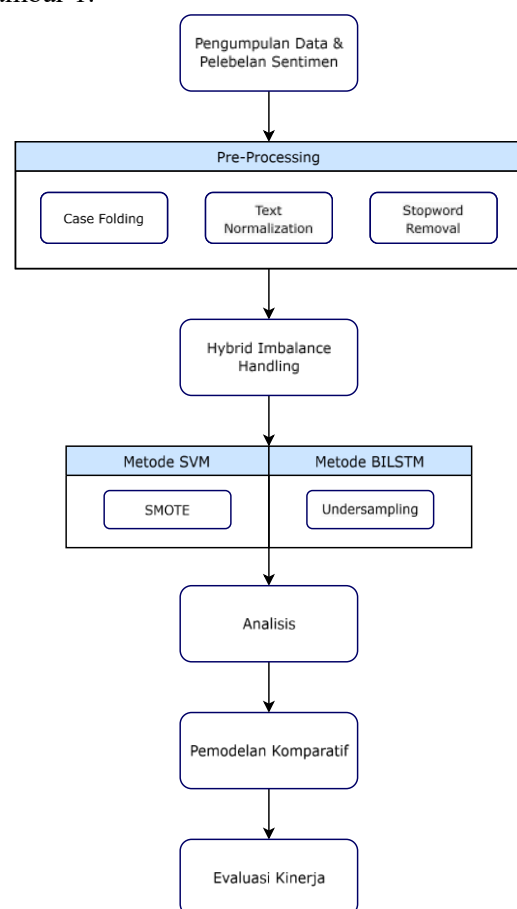 Pengumpulan Data &
Pelebelan Sentimen
Pre-Processing
Case Folding
Text
Normalization
Stopword
Removal
Hybrid Imbalance
Handling
Metode SVM
Metode BILSTM
SMOTE
Undersampling
Analisis
Pemodelan Komparatif
Evaluasi Kinerja